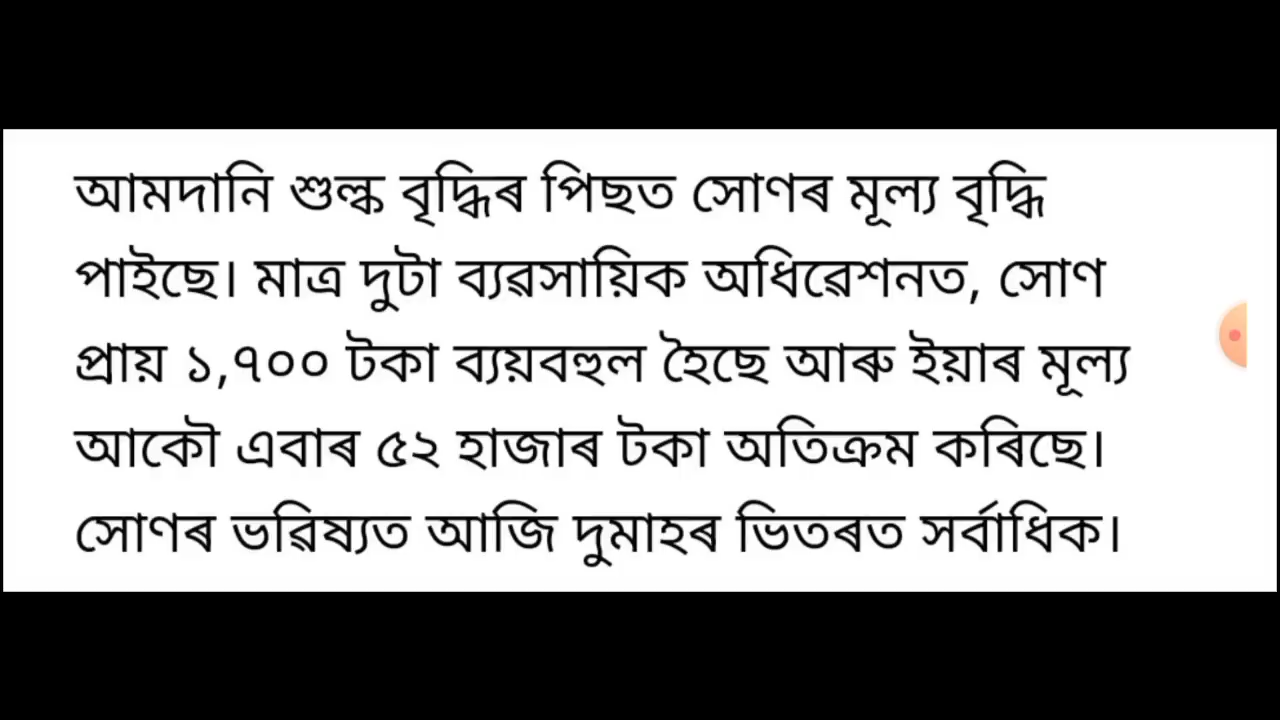 আমদানি শুল্ক বৃদ্ধিৰ পিছত সোণৰ মূল্য বৃদ্ধি
পাইছে। মাত্ৰ দুটা ব্যৱসায়িক অধিৱেশনত, সোণ
প্ৰায় ১,৭০০ টকা ব্যয়বহুল হৈছে আৰু ইয়াৰ মূল্য
আকৌ এবাৰ ৫২ হাজাৰ টকা অতিক্ৰম কৰিছে।
সোণৰ ভৱিষ্যত আজি দুমাহৰ ভিতৰত সৰ্বাধিক।